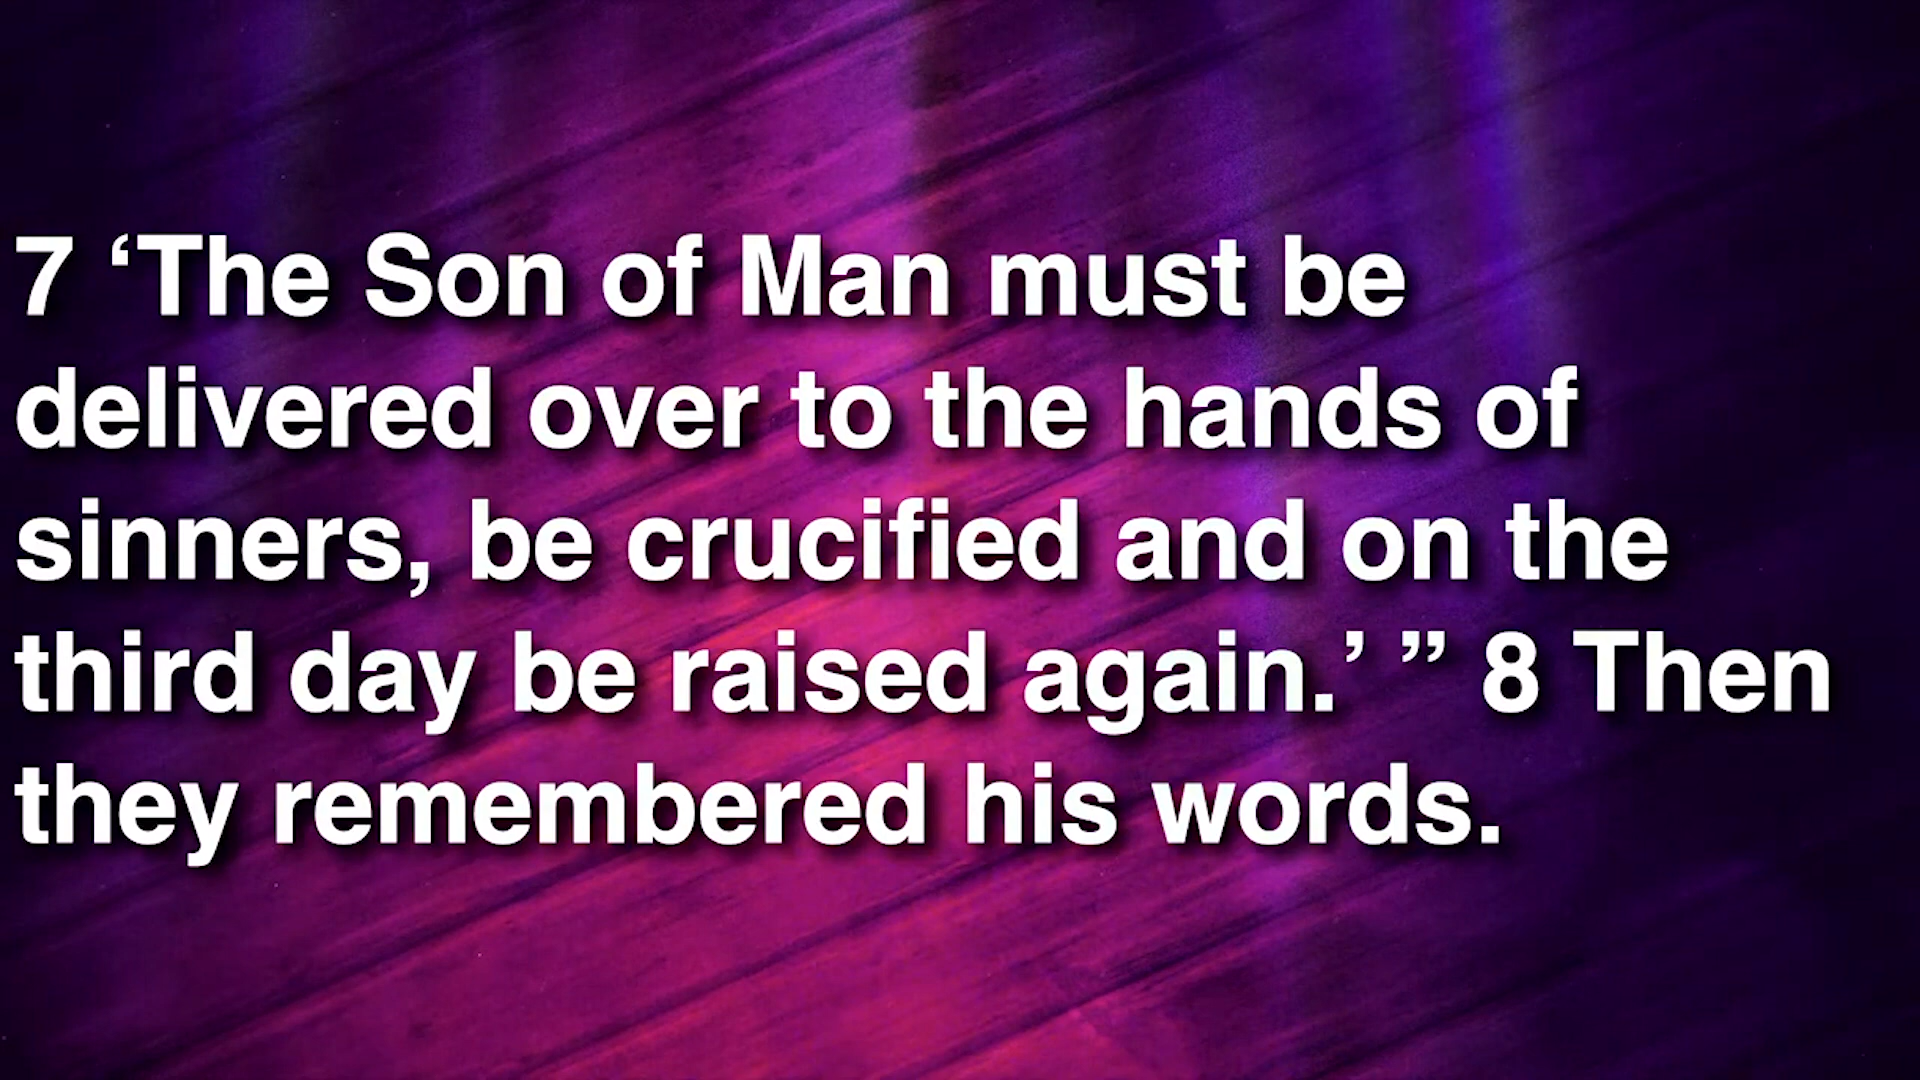 7 ‘The Son of Man must be
delivered over to the hands of
sinners, be crucified and on the
third day be raised again.’ ” 8 Then
they remembered his words.